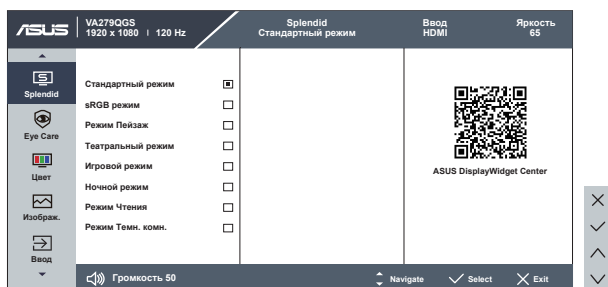 ASUS
VA279QGS
1920 x 1080 | 120 Hz
Splendid
Стандартный режим
Ввод
HDMI
Яркость
65
Splendid
Eye Care
Цвет
Изображ.
Ввод
Стандартный режим
sRGB режим
Режим Пейзаж
Театральный режим
Игровой режим
Ночной режим
Режим Чтения
Режим Темн. комн.
ASUS DisplayWidget Center
Громкость 50
Navigate
Select
Exit